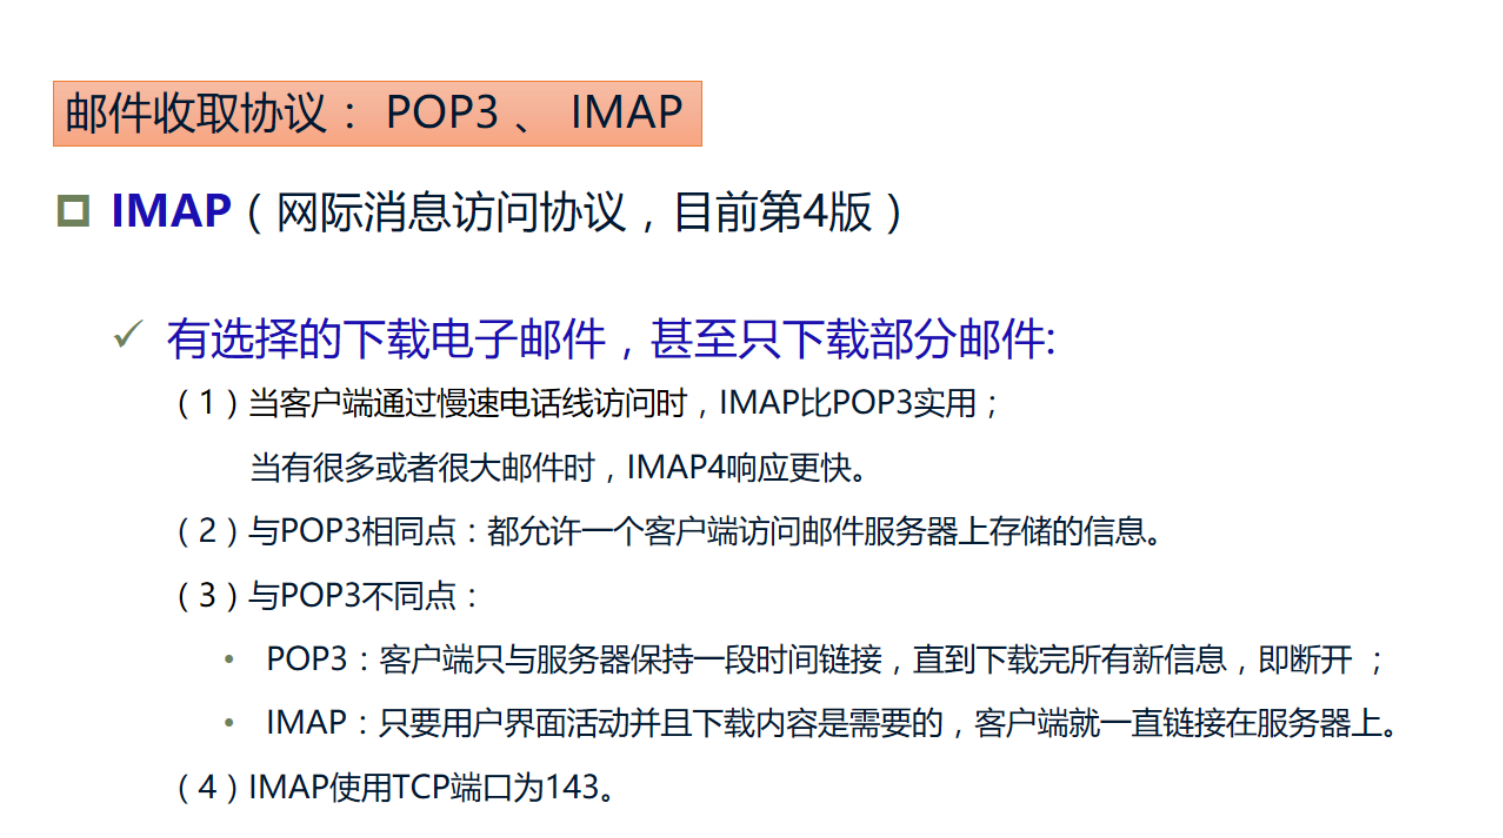 邮件收取协议： POP3 、 IMAP
IMAP（网际消息访问协议，目前第4版）
有选择的下载电子邮件，甚至只下载部分邮件:
（1）当客户端通过慢速电话线访问时，IMAP比POP3实用；
当有很多或者很大邮件时，IMAP4响应更快。
（2）与POP3相同点：都允许一个客户端访问邮件服务器上存储的信息。
（3）与POP3不同点：
• POP3：客户端只与服务器保持一段时间链接，直到下载完所有新信息，即断开 ；
• IMAP：只要用户界面活动并且下载内容是需要的，客户端就一直链接在服务器上。
（4）IMAP使用TCP端口为143。